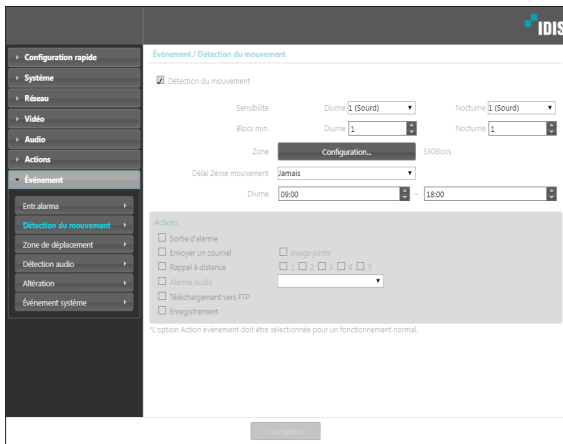 IDIS
Configuration rapide
Système
Réseau
Vidéo
Audio
Actions
Événement
Entr.alarma
Détection du mouvement
Zone de déplacement
Détection audio
Altération
Événement système
Événement / Détection du mouvement
Détection du mouvement
Sensibilité Diurne 1 (Sourd) Nocturne 1 (Sourd)
Blocs min. Diurne 1 Nocturne 1
Zone Configuration... 330Blocs
Délai 2ème mouvement Jamais
Diurne 09:00 ~ 18:00
Actions
Sortie d'alarme
Envoyer un courriel Image jointe
Rappel à distance 1 2 3 4 5
Alarme audio
Téléchargement vers FTP
Enregistrement
*L'option Action événement doit être sélectionnée pour un fonctionnement normal.
Enregistrer